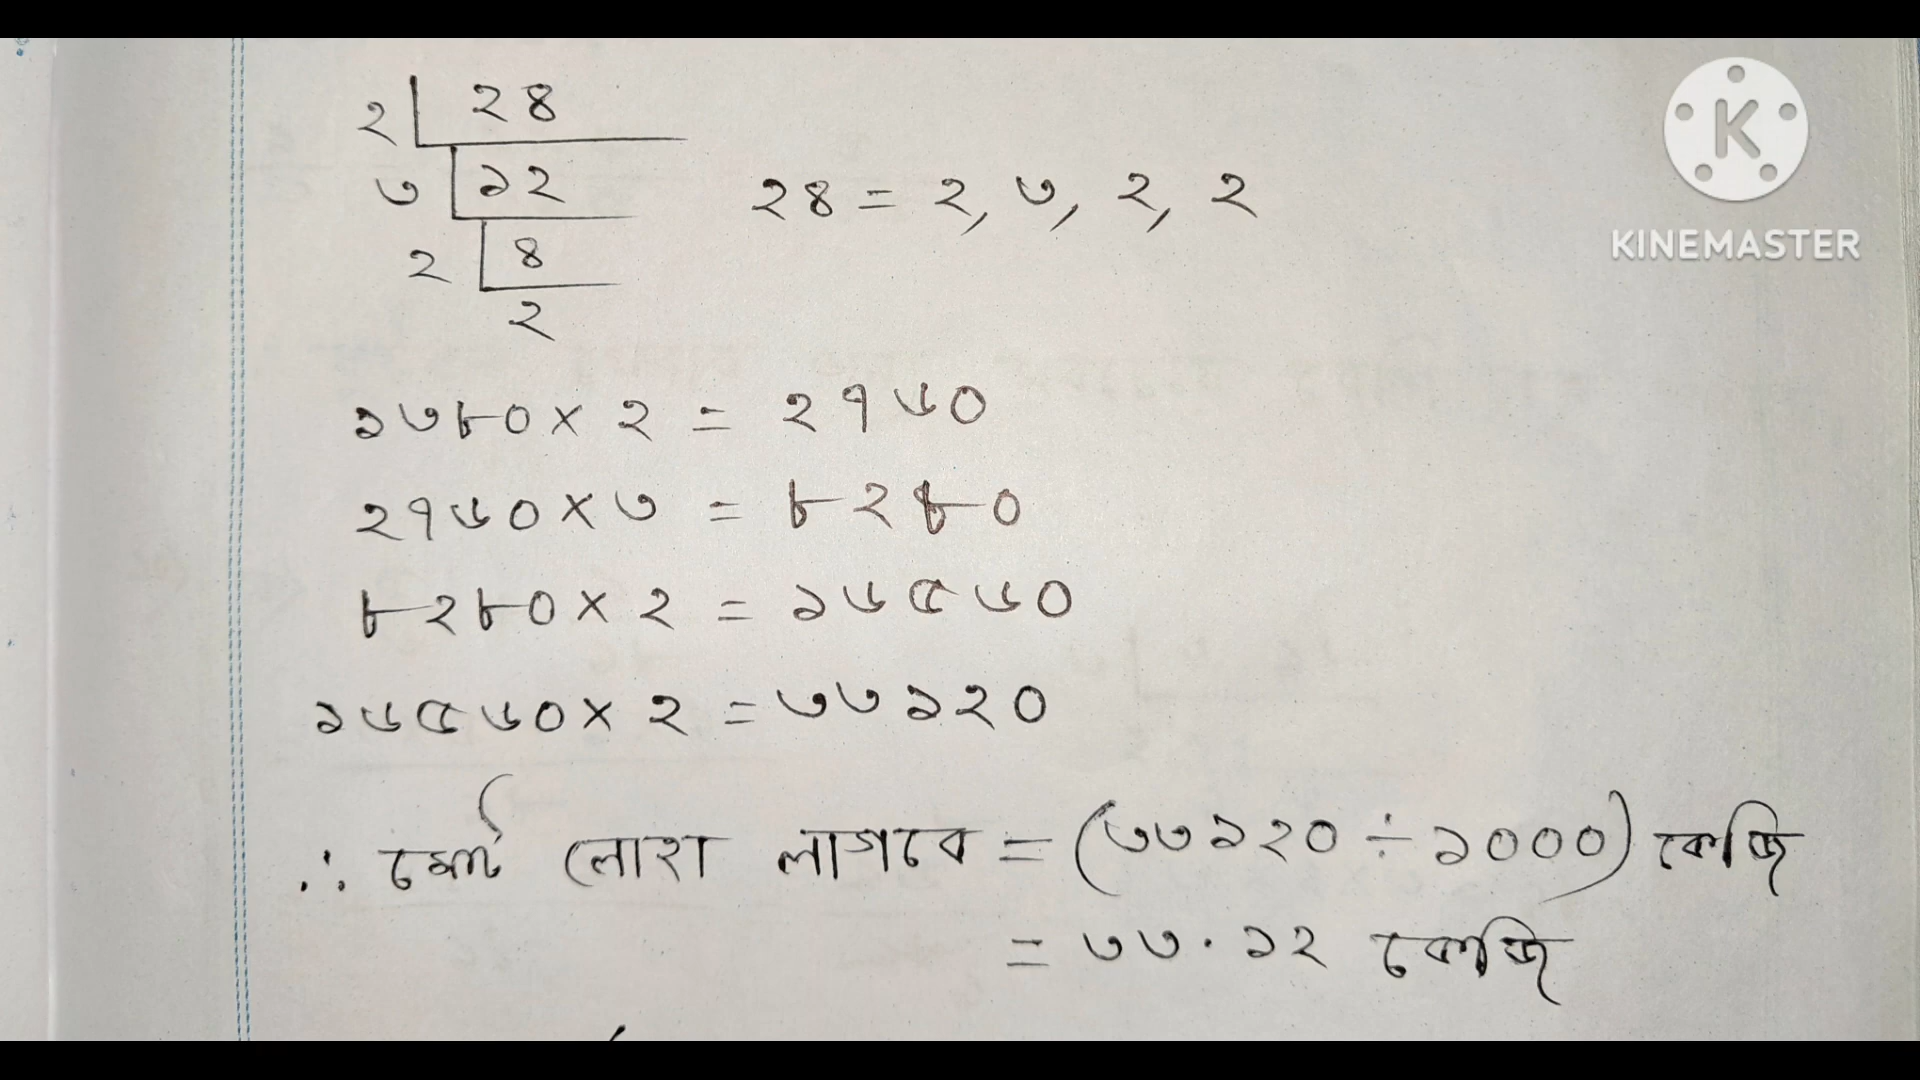 ২ ২৪
৩ ১২
২৪ = ২, ৩, ২, ২
২ ৪
২
১৩৮০ × ২ = ২৭৬০
২৭৬০ × ৩ = ৮২৮০
৮২৮০ × ২ = ১৬৫৬০
১৬৫৬০ × ২ = ৩৩১২০
∴ মোট লোহা লাগবে = (৩৩১২০ ÷ ১০০০) কেজি
= ৩৩.১২ কেজি
K
KINEMASTER